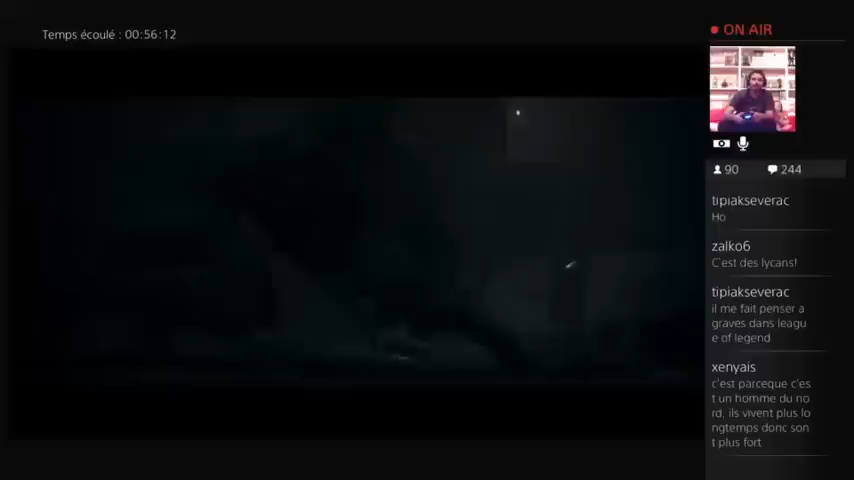 Temps écoulé : 00:56:12
ON AIR
90
244
tipiakseverac
Ho
zalko6
C'est des lycans!
tipiakseverac
il me fait penser a
graves dans leagu
e of legend
xenyais
c'est parceque c'es
t un homme du no
rd, ils vivent plus lo
ngtemps donc son
t plus fort